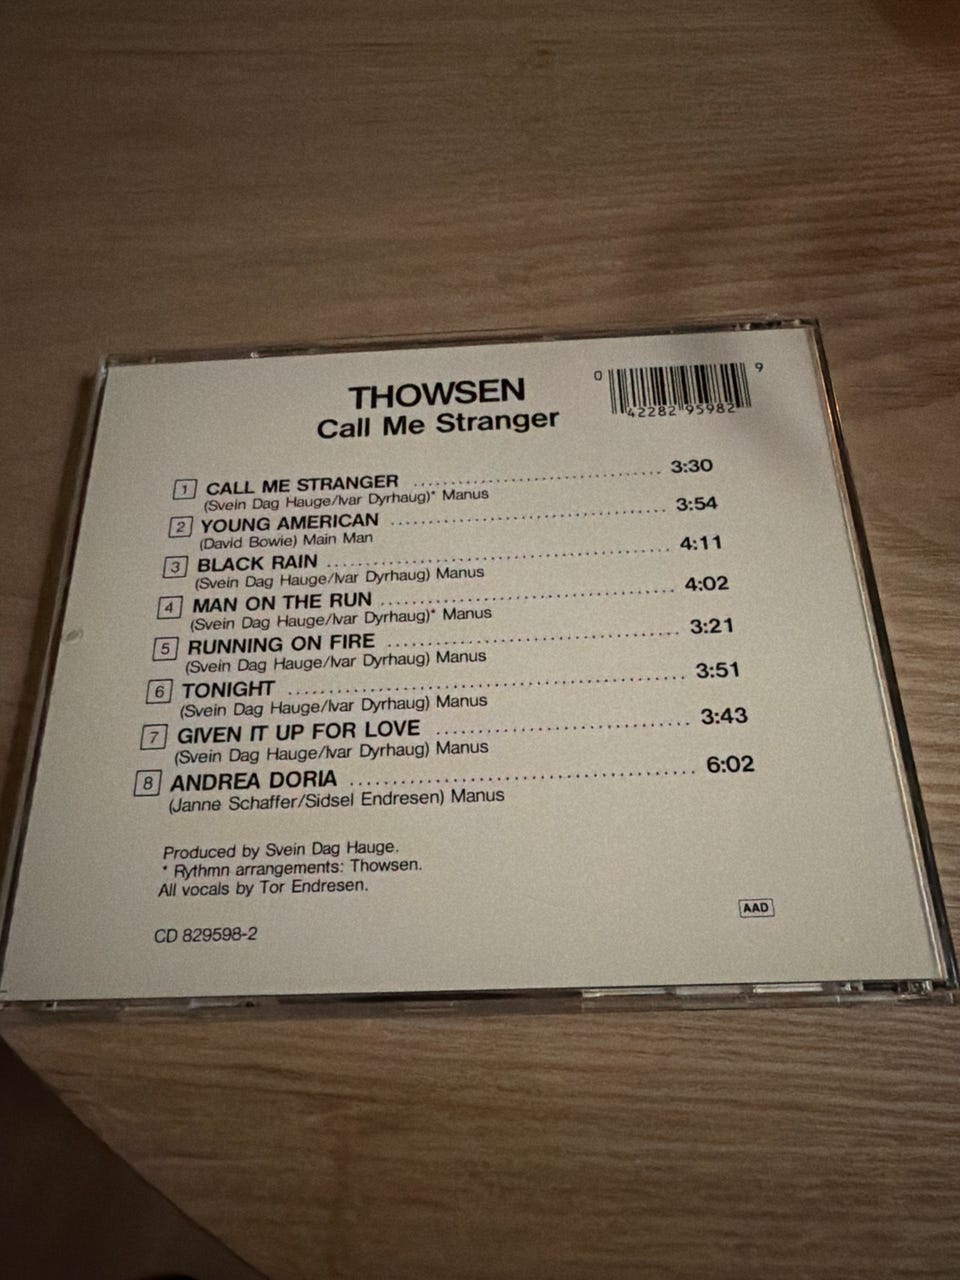 THOWSEN
Call Me Stranger
0 42282 95982 9
1 CALL ME STRANGER .............................. 3:30
(Svein Dag Hauge/Ivar Dyrhaug)* Manus
2 YOUNG AMERICAN .............................. 3:54
(David Bowie) Main Man
3 BLACK RAIN .............................. 4:11
(Svein Dag Hauge/Ivar Dyrhaug) Manus
4 MAN ON THE RUN .............................. 4:02
(Svein Dag Hauge/Ivar Dyrhaug)* Manus
5 RUNNING ON FIRE .............................. 3:21
(Svein Dag Hauge/Ivar Dyrhaug) Manus
6 TONIGHT .............................. 3:51
(Svein Dag Hauge/Ivar Dyrhaug) Manus
7 GIVEN IT UP FOR LOVE .............................. 3:43
(Svein Dag Hauge/Ivar Dyrhaug) Manus
8 ANDREA DORIA .............................. 6:02
(Janne Schaffer/Sidsel Endresen) Manus
Produced by Svein Dag Hauge.
* Rythmn arrangements: Thowsen.
All vocals by Tor Endresen.
AAD
CD 829598-2